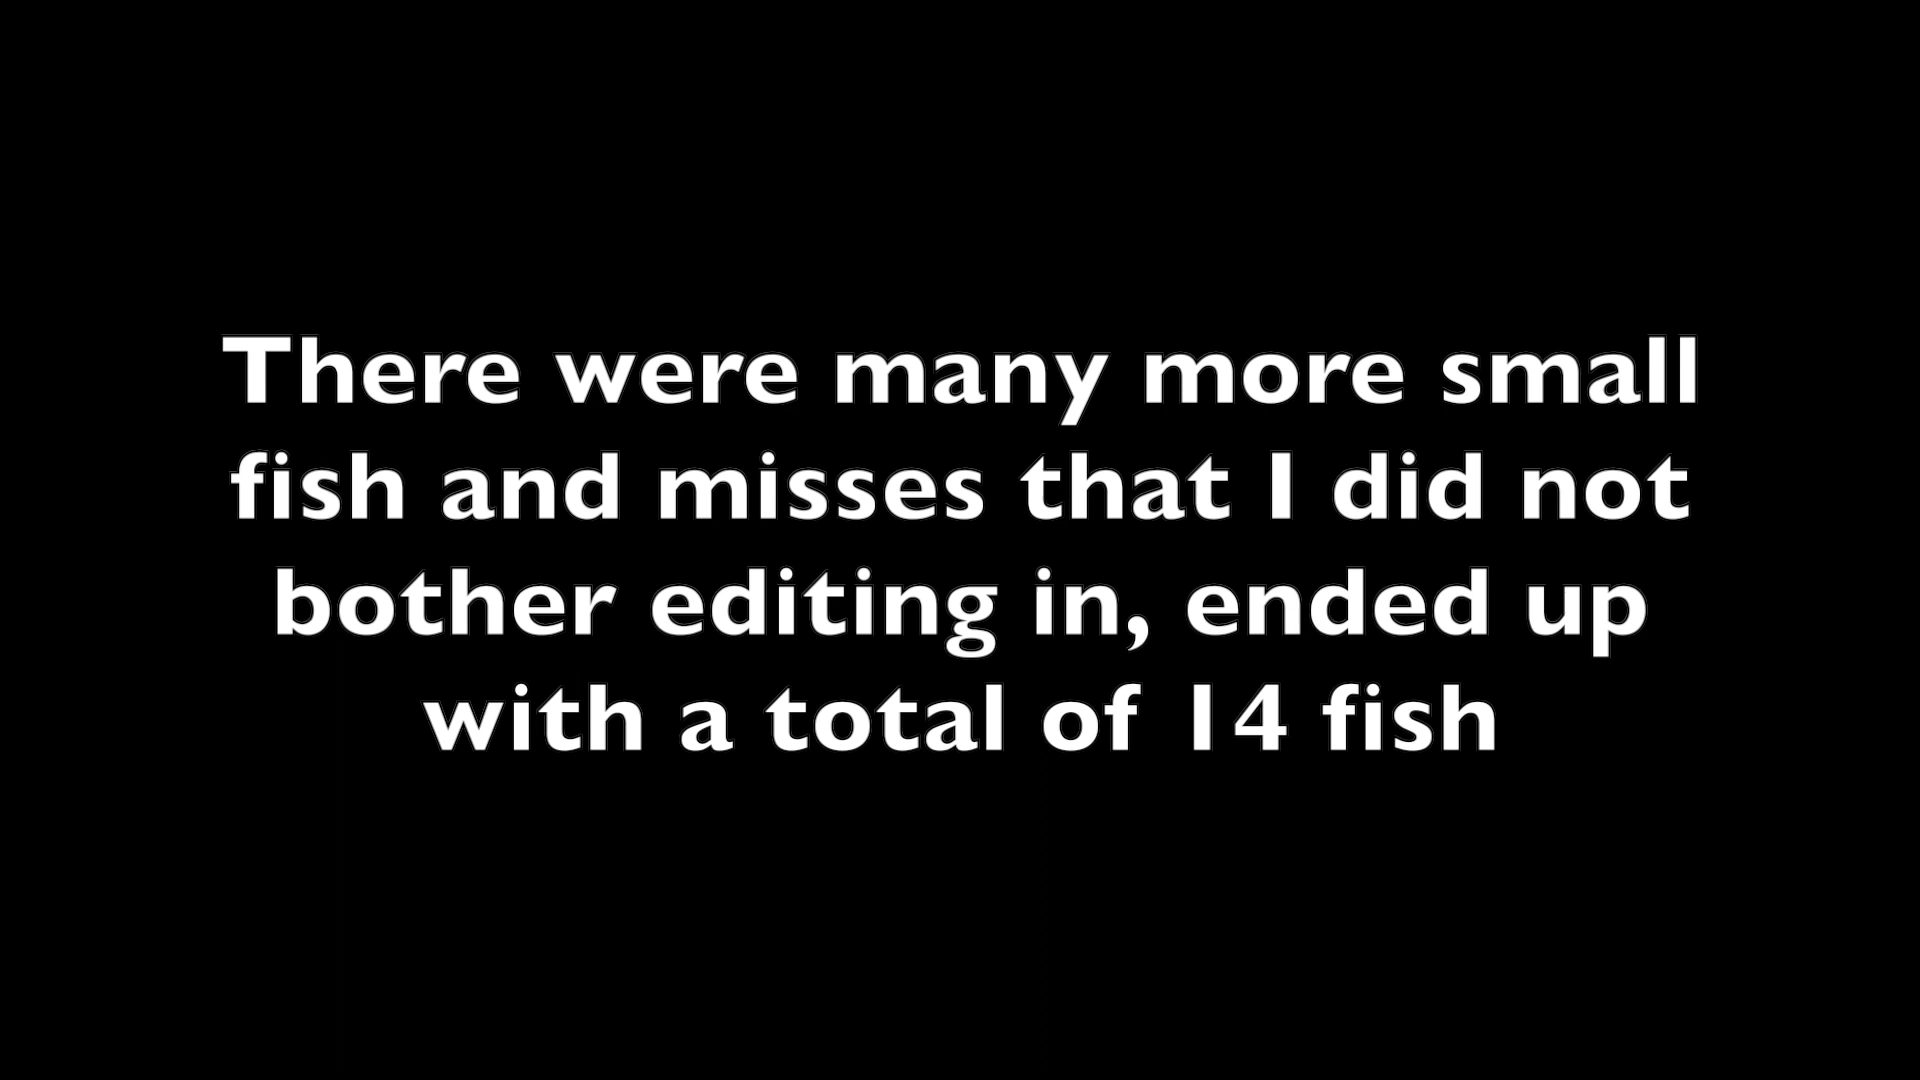 There were many more small
fish and misses that I did not
bother editing in, ended up
with a total of 14 fish